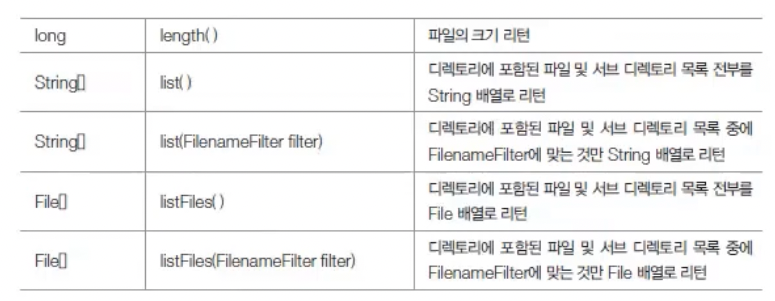 long length( ) 파일의 크기 리턴
String[] list( ) 디렉토리에 포함된 파일 및 서브 디렉토리 목록 전부를
String 배열로 리턴
String[] list(FilenameFilter filter) 디렉토리에 포함된 파일 및 서브 디렉토리 목록 중에
FilenameFilter에 맞는 것만 String 배열로 리턴
File[] listFiles( ) 디렉토리에 포함된 파일 및 서브 디렉토리 목록 전부를
File 배열로 리턴
File[] listFiles(FilenameFilter filter) 디렉토리에 포함된 파일 및 서브 디렉토리 목록 중에
FilenameFilter에 맞는 것만 File 배열로 리턴